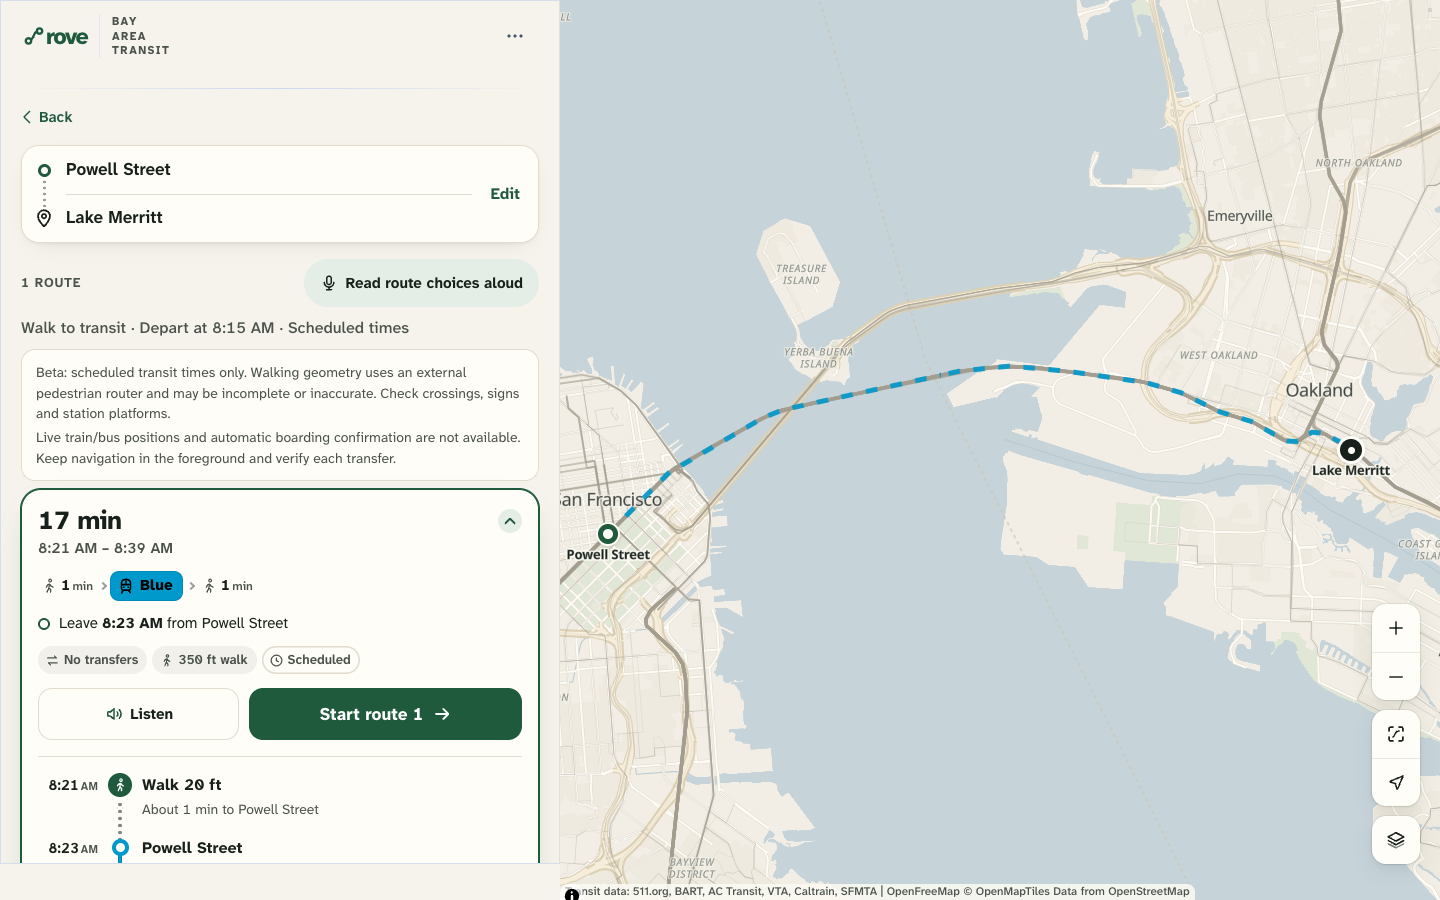 rove
BAY
AREA
TRANSIT
Back
Powell Street
Edit
Lake Merritt
1 ROUTE
Read route choices aloud
Walk to transit · Depart at 8:15 AM · Scheduled times
Beta: scheduled transit times only. Walking geometry uses an external
pedestrian router and may be incomplete or inaccurate. Check crossings, signs
and station platforms.
Live train/bus positions and automatic boarding confirmation are not available.
Keep navigation in the foreground and verify each transfer.
17 min
8:21 AM – 8:39 AM
1 min > Blue > 1 min
Leave 8:23 AM from Powell Street
No transfers
350 ft walk
Scheduled
Listen
Start route 1 →
8:21 AM Walk 20 ft
About 1 min to Powell Street
8:23 AM Powell Street
LL
NORTH OAKLAND
Emeryville
TREASURE
ISLAND
YERBA BUENA
ISLAND
WEST OAKLAND
Oakland
Lake Merritt
San Francisco
Powell Street
COAST G
ISLA
N
BAYVIEW
DISTRICT
Transit data: 511.org, BART, AC Transit, VTA, Caltrain, SFMTA | OpenFreeMap © OpenMapTiles Data from OpenStreetMap